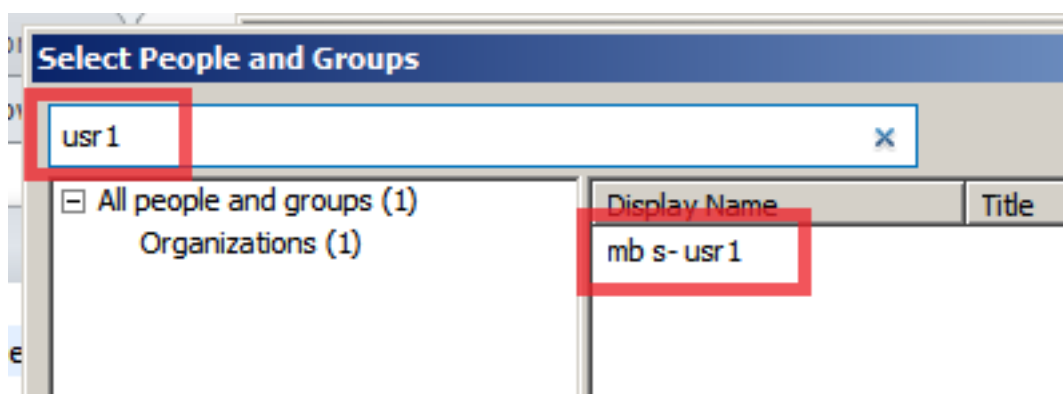 Select People and Groups
usr1
All people and groups (1)
Organizations (1)
Display Name
Title
mb s-usr1